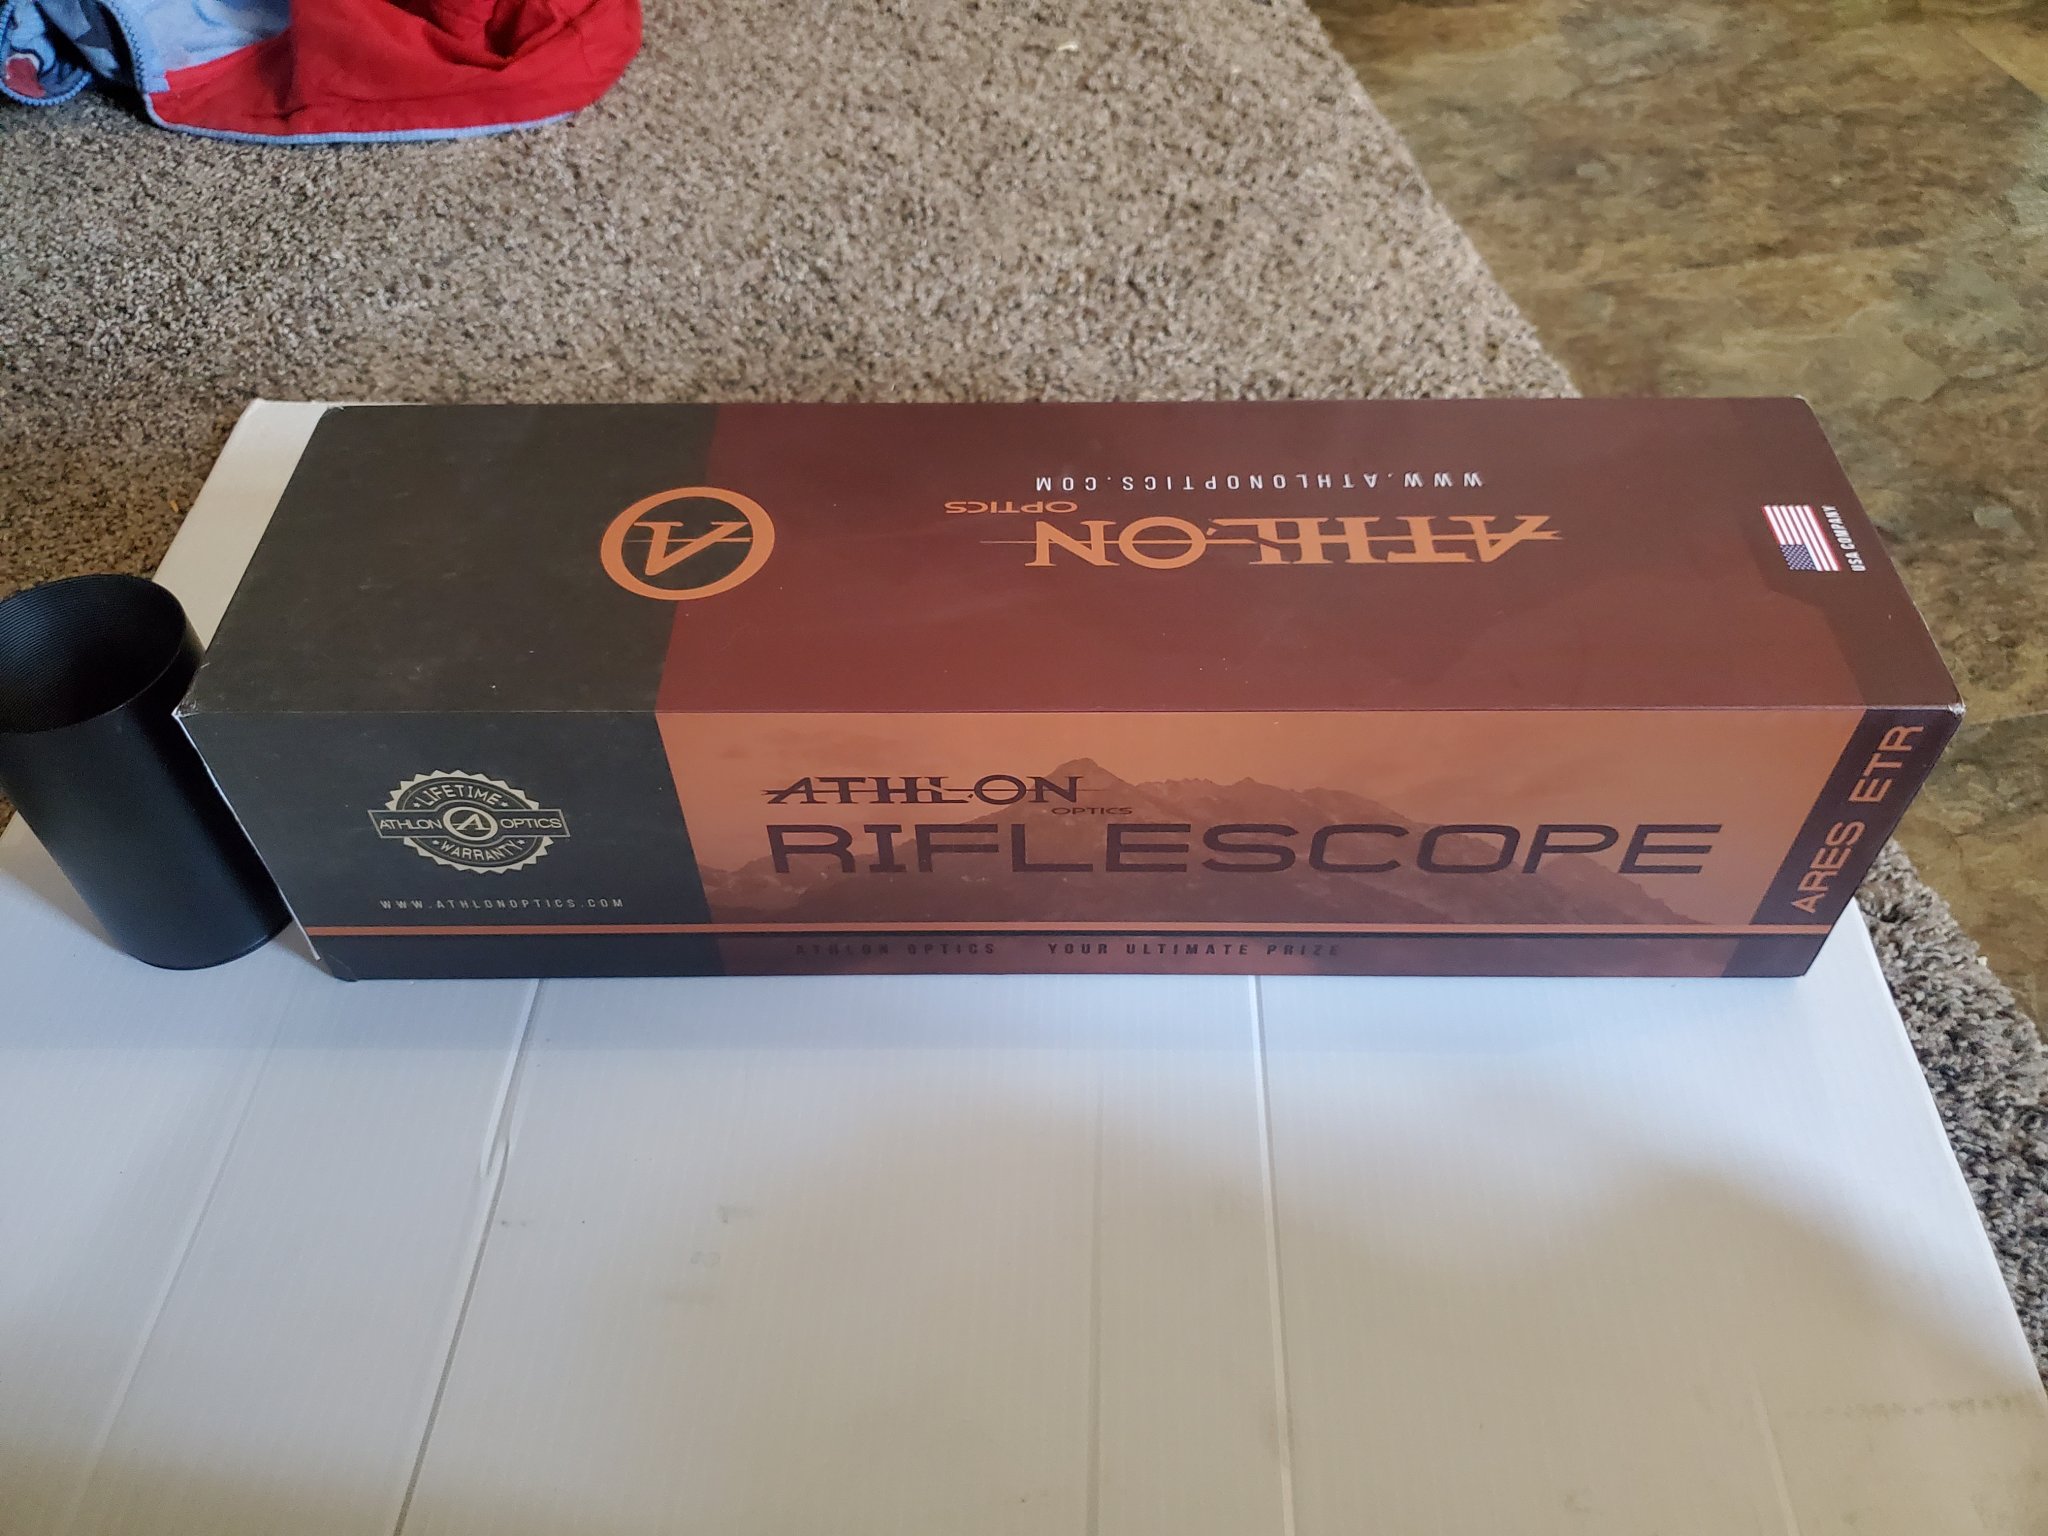 WWW.ATHLONOPTICS.COM
ATHLON
OPTICS
A
USA COMPANY
LIFETIME
ATHLON A OPTICS
WARRANTY
WWW.ATHLONOPTICS.COM
ATHLON
OPTICS
RIFLESCOPE
ARES ETR
ATHLON OPTICS YOUR ULTIMATE PRIZE